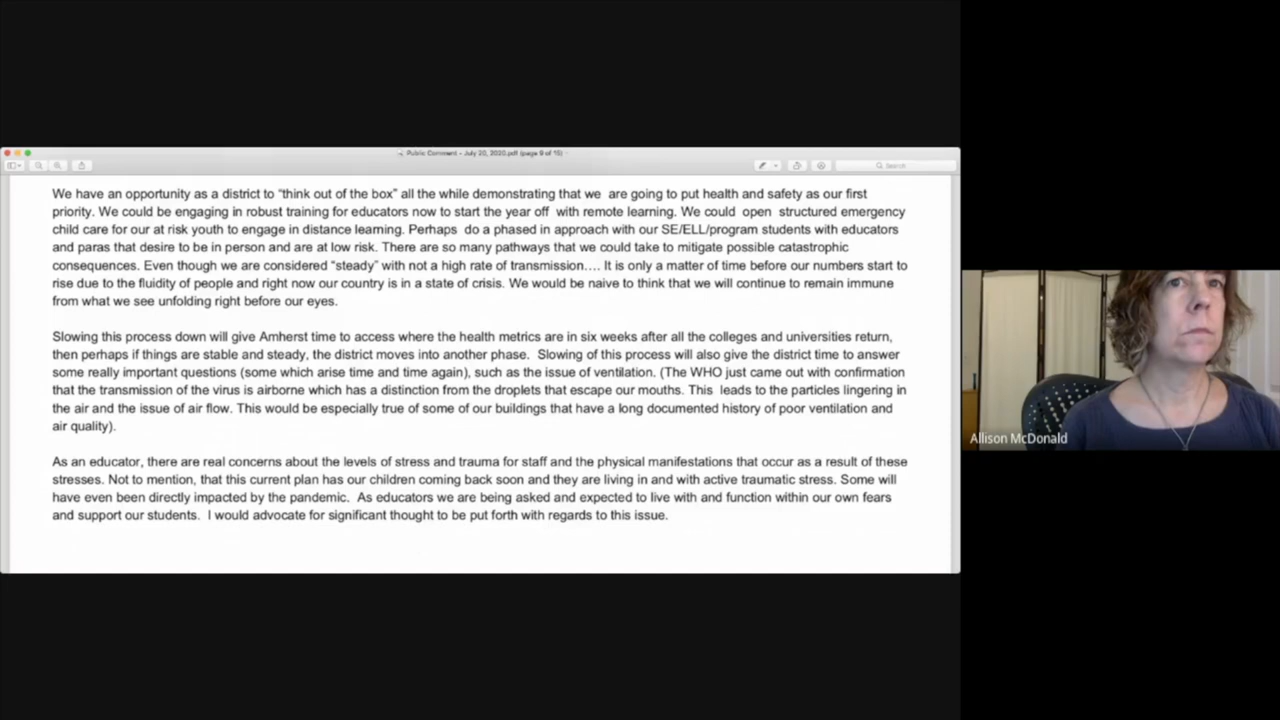 Public Comment - July 20, 2020.pdf (page 9 of 15)
Search
We have an opportunity as a district to “think out of the box” all the while demonstrating that we  are going to put health and safety as our first
priority. We could be engaging in robust training for educators now to start the year off  with remote learning. We could  open  structured emergency
child care for our at risk youth to engage in distance learning. Perhaps  do a phased in approach with our SE/ELL/program students with educators
and paras that desire to be in person and are at low risk. There are so many pathways that we could take to mitigate possible catastrophic
consequences. Even though we are considered “steady” with not a high rate of transmission…. It is only a matter of time before our numbers start to
rise due to the fluidity of people and right now our country is in a state of crisis. We would be naive to think that we will continue to remain immune
from what we see unfolding right before our eyes.
Slowing this process down will give Amherst time to access where the health metrics are in six weeks after all the colleges and universities return,
then perhaps if things are stable and steady, the district moves into another phase.  Slowing of this process will also give the district time to answer
some really important questions (some which arise time and time again), such as the issue of ventilation. (The WHO just came out with confirmation
that the transmission of the virus is airborne which has a distinction from the droplets that escape our mouths. This  leads to the particles lingering in
the air and the issue of air flow. This would be especially true of some of our buildings that have a long documented history of poor ventilation and
air quality).
As an educator, there are real concerns about the levels of stress and trauma for staff and the physical manifestations that occur as a result of these
stresses. Not to mention, that this current plan has our children coming back soon and they are living in and with active traumatic stress. Some will
have even been directly impacted by the pandemic.  As educators we are being asked and expected to live with and function within our own fears
and support our students.  I would advocate for significant thought to be put forth with regards to this issue.
Allison McDonald